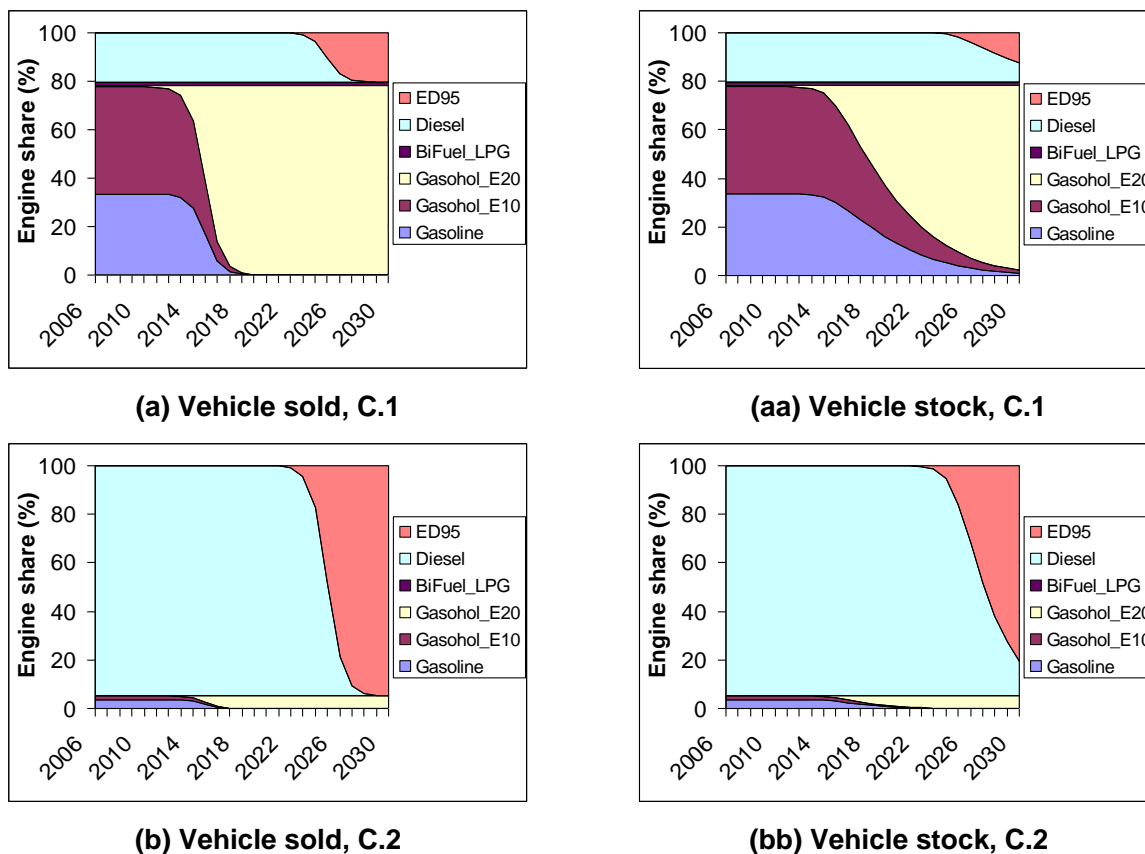 Engine share (%)
100
80
60
40
20
0
2006
2010
2014
2018
2022
2026
2030
ED95
Diesel
BiFuel_LPG
Gasohol_E20
Gasohol_E10
Gasoline
(a) Vehicle sold, C.1
Engine share (%)
100
80
60
40
20
0
2006
2010
2014
2018
2022
2026
2030
ED95
Diesel
BiFuel_LPG
Gasohol_E20
Gasohol_E10
Gasoline
(aa) Vehicle stock, C.1
Engine share (%)
100
80
60
40
20
0
2006
2010
2014
2018
2022
2026
2030
ED95
Diesel
BiFuel_LPG
Gasohol_E20
Gasohol_E10
Gasoline
(b) Vehicle sold, C.2
Engine share (%)
100
80
60
40
20
0
2006
2010
2014
2018
2022
2026
2030
ED95
Diesel
BiFuel_LPG
Gasohol_E20
Gasohol_E10
Gasoline
(bb) Vehicle stock, C.2